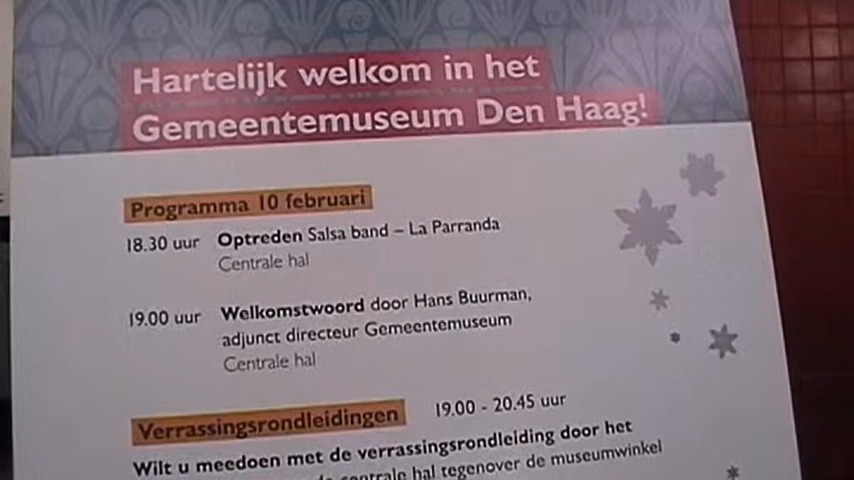 Hartelijk welkom in het
Gemeentemuseum Den Haag!
Programma 10 februari
18.30 uur Optreden Salsa band – La Parranda
Centrale hal
19.00 uur Welkomstwoord door Hans Buurman,
adjunct directeur Gemeentemuseum
Centrale hal
Verrassingsrondleidingen 19.00 - 20.45 uur
Wilt u meedoen met de verrassingsrondleiding door het
centrale hal tegenover de museumwinkel